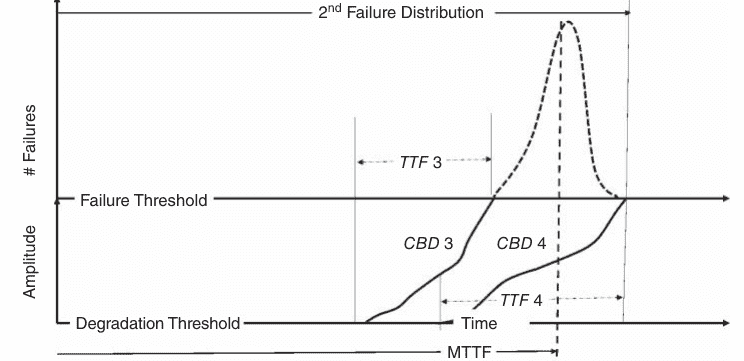 2nd Failure Distribution
# Failures
TTF 3
Failure Threshold
Amplitude
CBD 3
CBD 4
TTF 4
Degradation Threshold
Time
MTTF